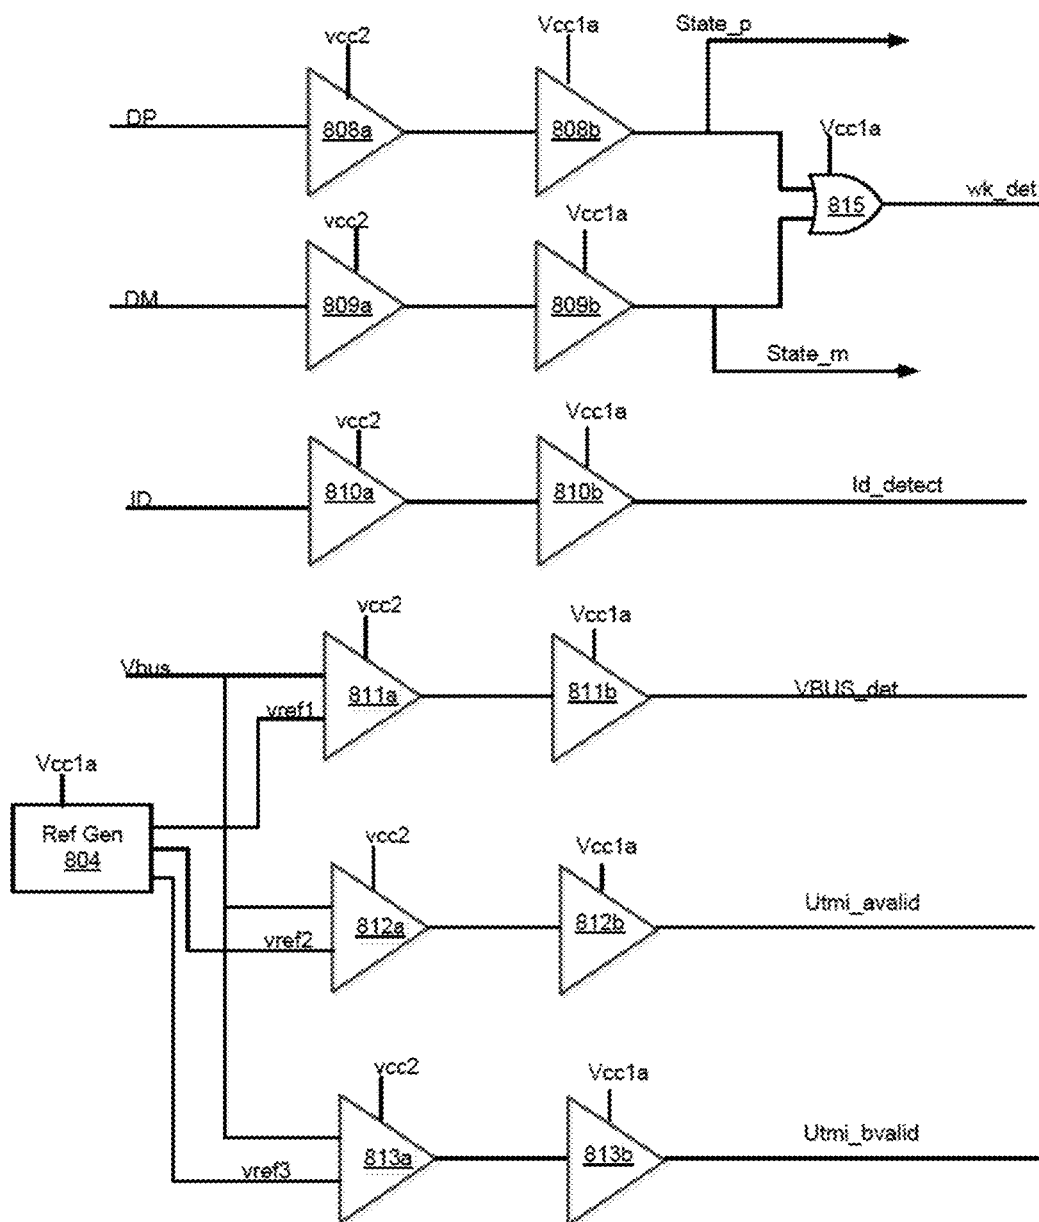 vcc2 Vcc1a State_p
DP 808a 808b Vcc1a
815 wk_det
vcc2 Vcc1a
DM 809a 809b
State_m
vcc2 Vcc1a
ID 810a 810b Id_detect
vcc2 Vcc1a
Vbus 811a 811b VBUS_det
vref1
Vcc1a
Ref Gen
804
vcc2 Vcc1a
812a 812b Utmi_avalid
vref2
vcc2 Vcc1a
813a 813b Utmi_bvalid
vref3